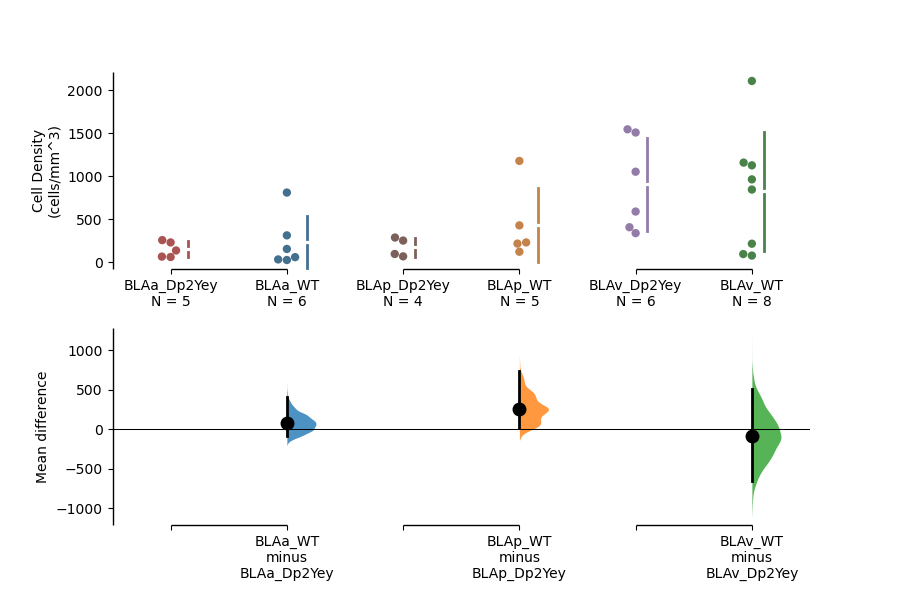 2000
1500
1000
500
0
Cell Density
(cells/mm^3)
BLAa_Dp2Yey
N = 5
BLAa_WT
N = 6
BLAp_Dp2Yey
N = 4
BLAp_WT
N = 5
BLAv_Dp2Yey
N = 6
BLAv_WT
N = 8
1000
500
0
−500
−1000
Mean difference
BLAa_WT
minus
BLAa_Dp2Yey
BLAp_WT
minus
BLAp_Dp2Yey
BLAv_WT
minus
BLAv_Dp2Yey